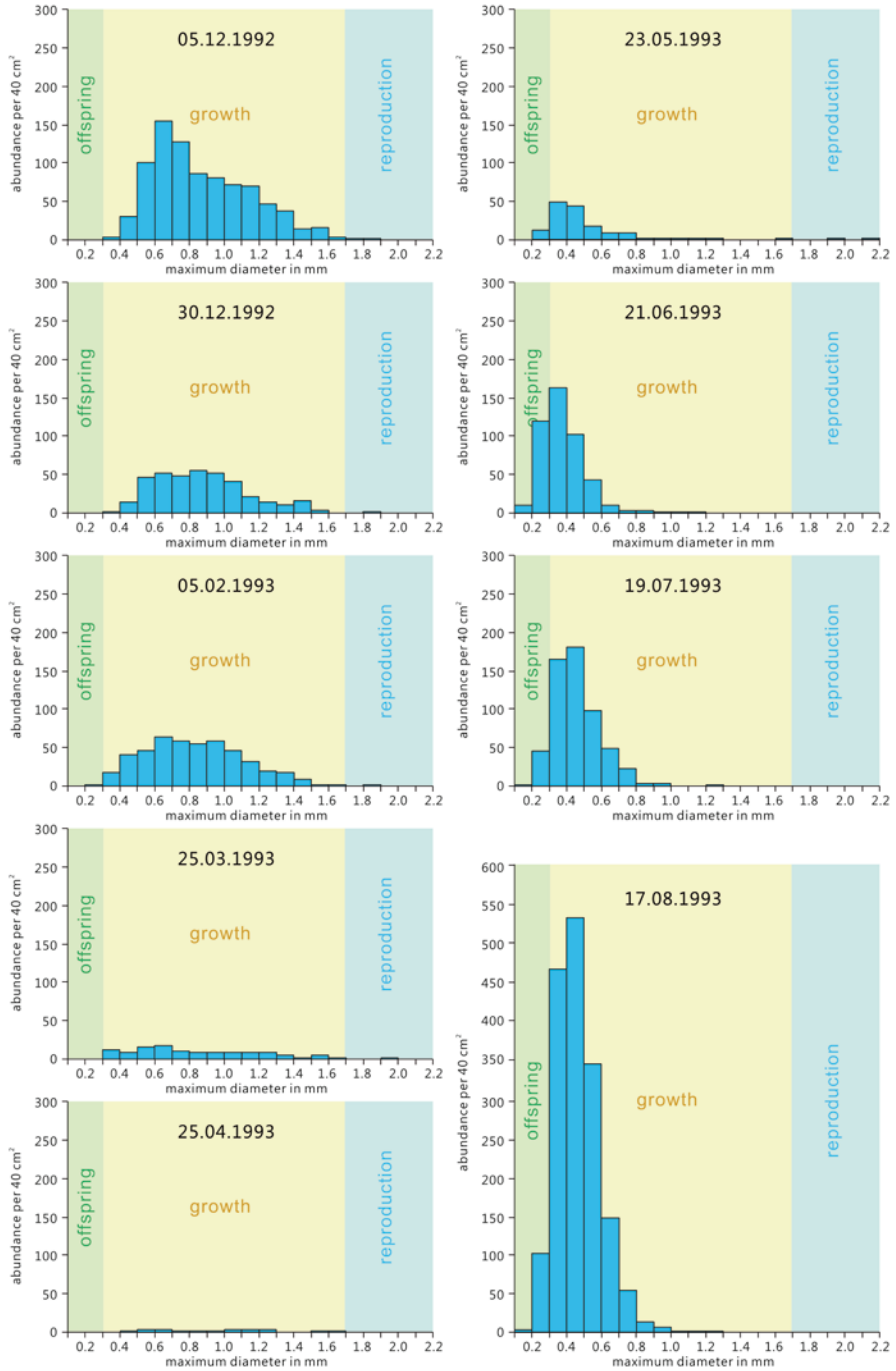 abundance per 40 cm²
300
250
200
150
100
50
0
05.12.1992
offspring
growth
reproduction
0.2 0.4 0.6 0.8 1.0 1.2 1.4 1.6 1.8 2.0 2.2
maximum diameter in mm
abundance per 40 cm²
300
250
200
150
100
50
0
30.12.1992
offspring
growth
reproduction
0.2 0.4 0.6 0.8 1.0 1.2 1.4 1.6 1.8 2.0 2.2
maximum diameter in mm
abundance per 40 cm²
300
250
200
150
100
50
0
05.02.1993
offspring
growth
reproduction
0.2 0.4 0.6 0.8 1.0 1.2 1.4 1.6 1.8 2.0 2.2
maximum diameter in mm
abundance per 40 cm²
300
250
200
150
100
50
0
25.03.1993
offspring
growth
reproduction
0.2 0.4 0.6 0.8 1.0 1.2 1.4 1.6 1.8 2.0 2.2
maximum diameter in mm
abundance per 40 cm²
300
250
200
150
100
50
0
25.04.1993
offspring
growth
reproduction
0.2 0.4 0.6 0.8 1.0 1.2 1.4 1.6 1.8 2.0 2.2
maximum diameter in mm
abundance per 40 cm²
300
250
200
150
100
50
0
23.05.1993
offspring
growth
reproduction
0.2 0.4 0.6 0.8 1.0 1.2 1.4 1.6 1.8 2.0 2.2
maximum diameter in mm
abundance per 40 cm²
300
250
200
150
100
50
0
21.06.1993
offspring
growth
reproduction
0.2 0.4 0.6 0.8 1.0 1.2 1.4 1.6 1.8 2.0 2.2
maximum diameter in mm
abundance per 40 cm²
300
250
200
150
100
50
0
19.07.1993
offspring
growth
reproduction
0.2 0.4 0.6 0.8 1.0 1.2 1.4 1.6 1.8 2.0 2.2
maximum diameter in mm
abundance per 40 cm²
600
550
500
450
400
350
300
250
200
150
100
50
0
17.08.1993
offspring
growth
reproduction
0.2 0.4 0.6 0.8 1.0 1.2 1.4 1.6 1.8 2.0 2.2
maximum diameter in mm